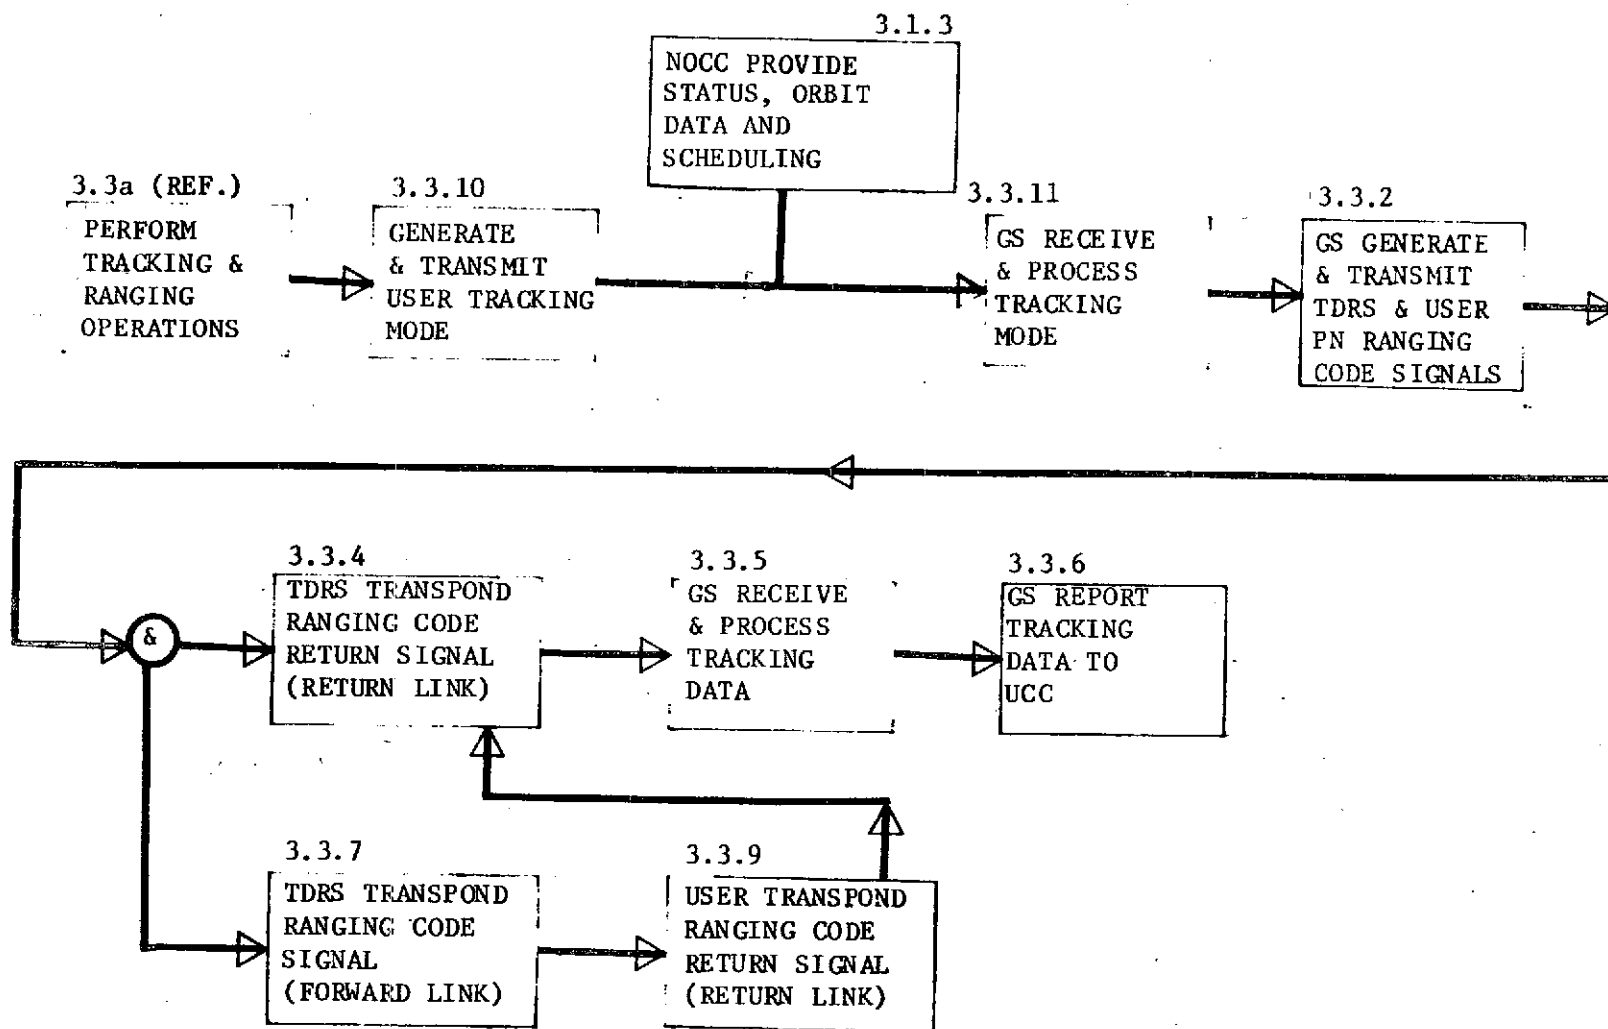 3.1.3
NOCC PROVIDE
STATUS, ORBIT
DATA AND
SCHEDULING
3.3a (REF.)
PERFORM
TRACKING &
RANGING
OPERATIONS
3.3.10
GENERATE
& TRANSMIT
USER TRACKING
MODE
3.3.11
GS RECEIVE
& PROCESS
TRACKING
MODE
3.3.2
GS GENERATE
& TRANSMIT
TDRS & USER
PN RANGING
CODE SIGNALS
&
3.3.4
TDRS TRANSPOND
RANGING CODE
RETURN SIGNAL
(RETURN LINK)
3.3.5
GS RECEIVE
& PROCESS
TRACKING
DATA
3.3.6
GS REPORT
TRACKING
DATA TO
UCC
3.3.7
TDRS TRANSPOND
RANGING CODE
SIGNAL
(FORWARD LINK)
3.3.9
USER TRANSPOND
RANGING CODE
RETURN SIGNAL
(RETURN LINK)